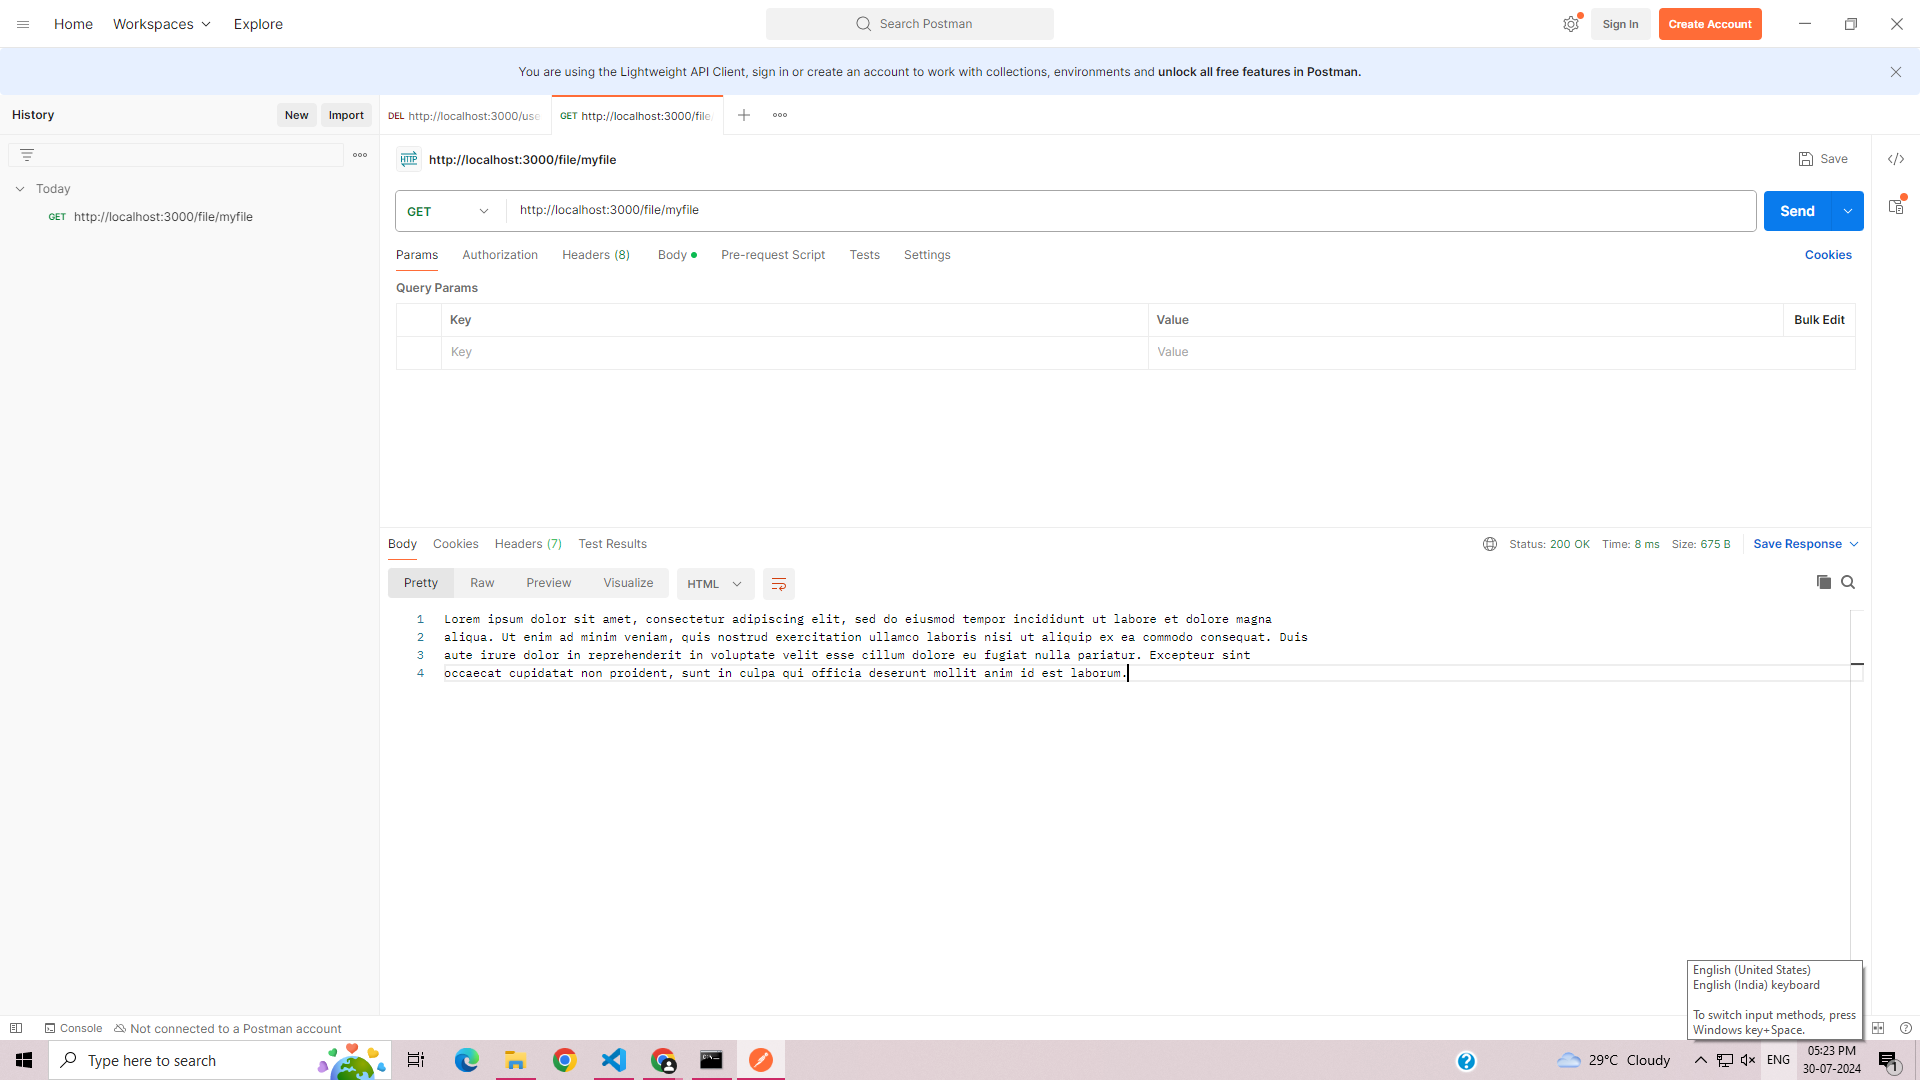 Home
Workspaces
Explore
Search Postman
Sign In
Create Account
You are using the Lightweight API Client, sign in or create an account to work with collections, environments and unlock all free features in Postman.
History
New
Import
DEL http://localhost:3000/use
GET http://localhost:3000/file/
Today
GET http://localhost:3000/file/myfile
HTTP
http://localhost:3000/file/myfile
Save
GET
http://localhost:3000/file/myfile
Send
Params
Authorization
Headers (8)
Body
Pre-request Script
Tests
Settings
Cookies
Query Params
Key
Value
Bulk Edit
Key
Value
Body
Cookies
Headers (7)
Test Results
Status: 200 OK
Time: 8 ms
Size: 675 B
Save Response
Pretty
Raw
Preview
Visualize
HTML
1 Lorem ipsum dolor sit amet, consectetur adipiscing elit, sed do eiusmod tempor incididunt ut labore et dolore magna
2 aliqua. Ut enim ad minim veniam, quis nostrud exercitation ullamco laboris nisi ut aliquip ex ea commodo consequat. Duis
3 aute irure dolor in reprehenderit in voluptate velit esse cillum dolore eu fugiat nulla pariatur. Excepteur sint
4 occaecat cupidatat non proident, sunt in culpa qui officia deserunt mollit anim id est laborum.
English (United States)
English (India) keyboard
To switch input methods, press
Windows key+Space.
Console
Not connected to a Postman account
Type here to search
29°C Cloudy
ENG
05:23 PM
30-07-2024
1